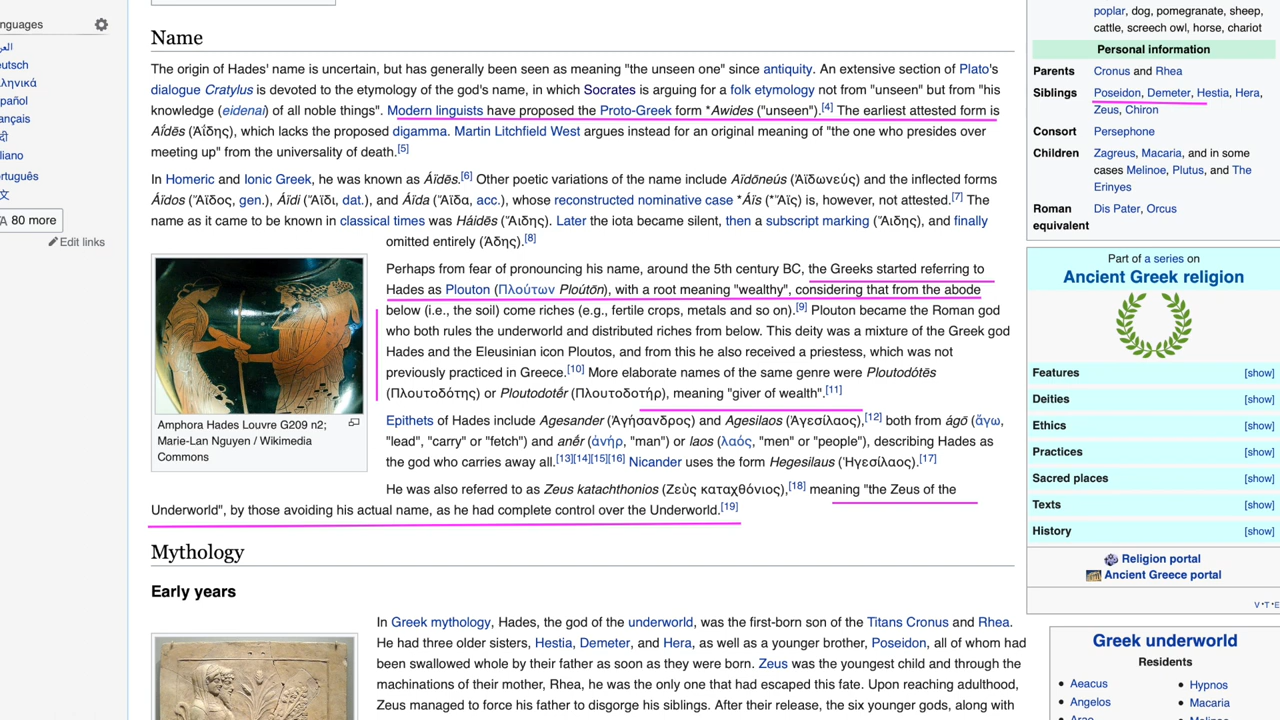 nguages
العر
eutsch
ληνικά
pañol
ançais
दी
liano
rtuguês
文
80 more
Edit links
Name
The origin of Hades' name is uncertain, but has generally been seen as meaning "the unseen one" since antiquity. An extensive section of Plato's
dialogue Cratylus is devoted to the etymology of the god's name, in which Socrates is arguing for a folk etymology not from "unseen" but from "his
knowledge (eidenai) of all noble things". Modern linguists have proposed the Proto-Greek form *Awides ("unseen").[4] The earliest attested form is
Aḯdēs (Ἀΐδης), which lacks the proposed digamma. Martin Litchfield West argues instead for an original meaning of "the one who presides over
meeting up" from the universality of death.[5]
In Homeric and Ionic Greek, he was known as Áïdēs.[6] Other poetic variations of the name include Aïdōneús (Ἀϊδωνεύς) and the inflected forms
Áïdos (Ἄϊδος, gen.), Áïdi (Ἄϊδι, dat.), and Áïda (Ἄϊδα, acc.), whose reconstructed nominative case *Áïs (*Ἄϊς) is, however, not attested.[7] The
name as it came to be known in classical times was Háidēs (Ἅιδης). Later the iota became silent, then a subscript marking (ᾍδης), and finally
omitted entirely (Άδης).[8]
Perhaps from fear of pronouncing his name, around the 5th century BC, the Greeks started referring to
Hades as Plouton (Πλούτων Ploútōn), with a root meaning "wealthy", considering that from the abode
below (i.e., the soil) come riches (e.g., fertile crops, metals and so on).[9] Plouton became the Roman god
who both rules the underworld and distributed riches from below. This deity was a mixture of the Greek god
Hades and the Eleusinian icon Ploutos, and from this he also received a priestess, which was not
previously practiced in Greece.[10] More elaborate names of the same genre were Ploutodótēs
(Πλουτοδότης) or Ploutodotḗr (Πλουτοδοτήρ), meaning "giver of wealth".[11]
Epithets of Hades include Agesander (Ἀγήσανδρος) and Agesilaos (Ἀγεσίλαος),[12] both from ágō (ἄγω,
"lead", "carry" or "fetch") and anḗr (ἀνήρ, "man") or laos (λαός, "men" or "people"), describing Hades as
the god who carries away all.[13][14][15][16] Nicander uses the form Hegesilaus (Ἡγεσίλαος).[17]
He was also referred to as Zeus katachthonios (Ζεὺς καταχθόνιος),[18] meaning "the Zeus of the
Underworld", by those avoiding his actual name, as he had complete control over the Underworld.[19]
Amphora Hades Louvre G209 n2;
Marie-Lan Nguyen / Wikimedia
Commons
Mythology
Early years
In Greek mythology, Hades, the god of the underworld, was the first-born son of the Titans Cronus and Rhea.
He had three older sisters, Hestia, Demeter, and Hera, as well as a younger brother, Poseidon, all of whom had
been swallowed whole by their father as soon as they were born. Zeus was the youngest child and through the
machinations of their mother, Rhea, he was the only one that had escaped this fate. Upon reaching adulthood,
Zeus managed to force his father to disgorge his siblings. After their release, the six younger gods, along with
poplar, dog, pomegranate, sheep,
cattle, screech owl, horse, chariot
Personal information
Parents Cronus and Rhea
Siblings Poseidon, Demeter, Hestia, Hera,
Zeus, Chiron
Consort Persephone
Children Zagreus, Macaria, and in some
cases Melinoe, Plutus, and The
Erinyes
Roman Dis Pater, Orcus
equivalent
Part of a series on
Ancient Greek religion
Features [show]
Deities [show]
Ethics [show]
Practices [show]
Sacred places [show]
Texts [show]
History [show]
Religion portal
Ancient Greece portal
V·T·E
Greek underworld
Residents
Aeacus
Angelos
Hypnos
Macaria